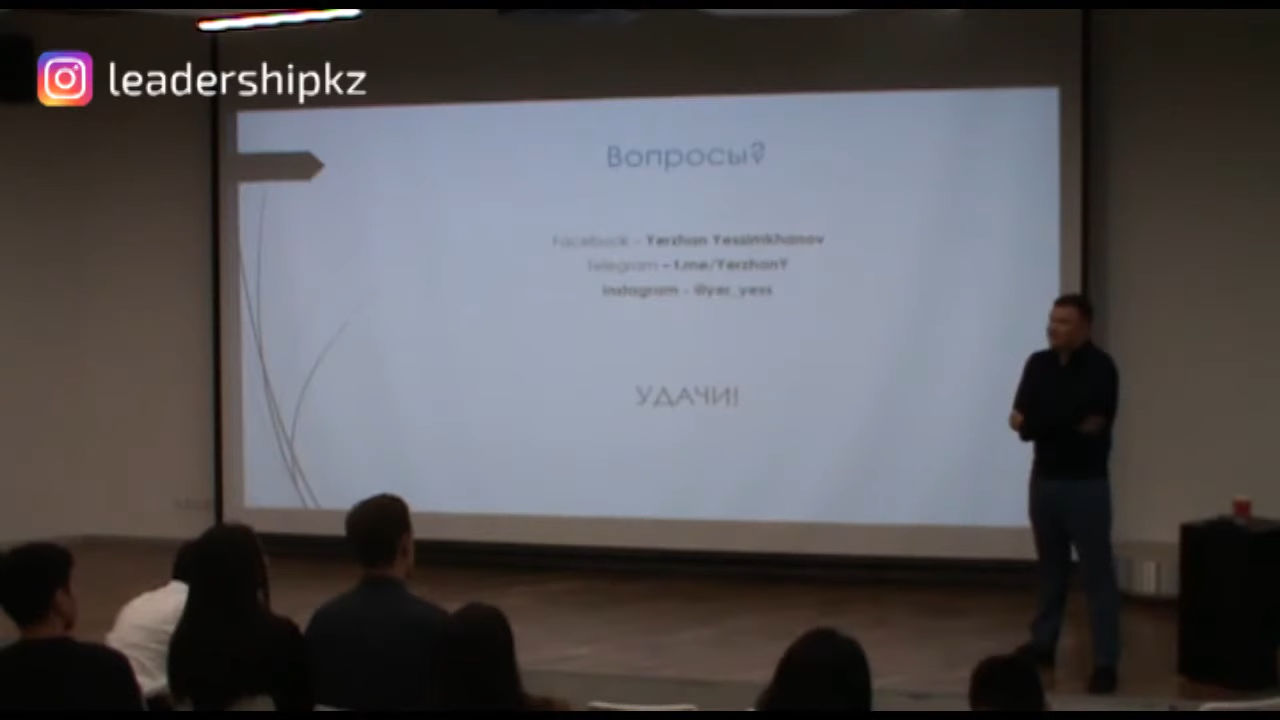 leadershipkz
Вопросы?
Facebook - Yerzhan Yessimkhanov
Telegram - t.me/YerzhanY
Instagram - @yer_yess
УДАЧИ!